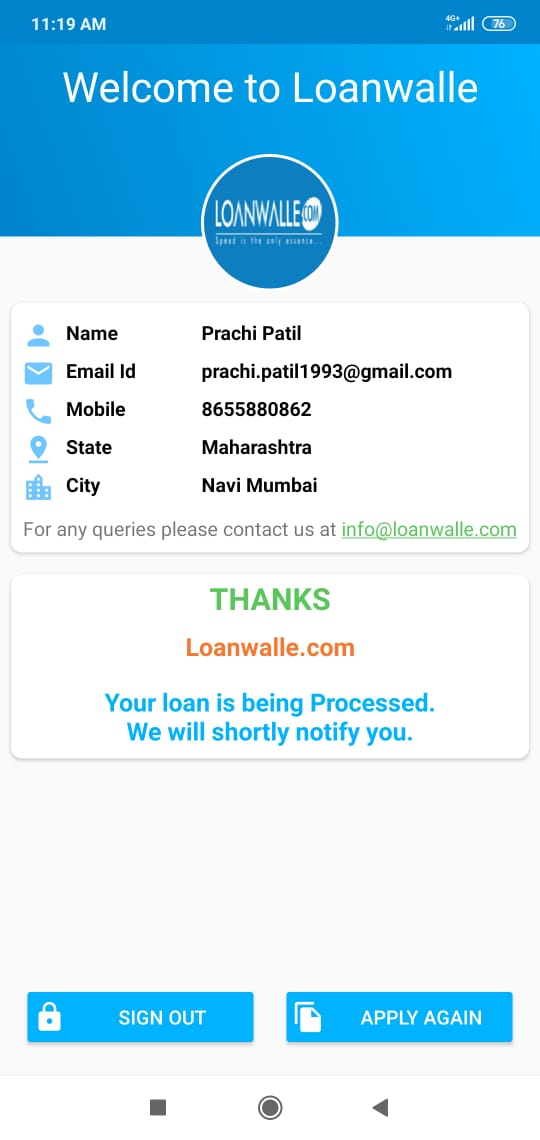 11:19 AM
4G+
76
Welcome to Loanwalle
LOANWALLE.COM
Speed is the only essence...
Name Prachi Patil
Email Id prachi.patil1993@gmail.com
Mobile 8655880862
State Maharashtra
City Navi Mumbai
For any queries please contact us at info@loanwalle.com
THANKS
Loanwalle.com
Your loan is being Processed.
We will shortly notify you.
SIGN OUT
APPLY AGAIN